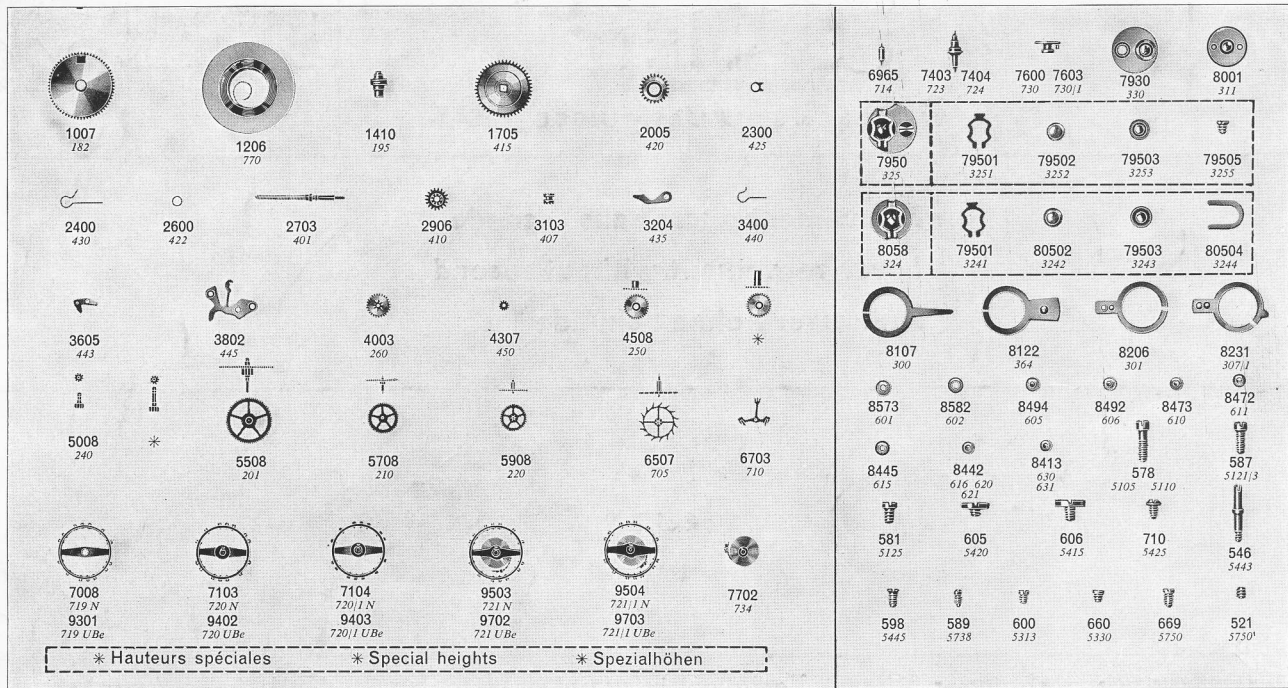 1007 1206 1410 1705 2005 2300
182 770 195 415 420 425
2400 2600 2703 2906 3103 3204 3400
430 422 401 410 407 435 440
3605 3802 4003 4307 4508 ✳
443 445 260 450 250
5008 ✳ 5508 5708 5908 6507 6703
240 201 210 220 705 710
7008 7103 7104 9503 9504 7702
719 N 720 N 720/1 N 721 N 721/1 N 734
9301 9402 9403 9702 9703
719 UBe 720 UBe 720/1 UBe 721 UBe 721/1 UBe
✳ Hauteurs spéciales ✳ Special heights ✳ Spezialhöhen
6965 7403 7404 7600 7603 7930 8001
714 723 724 730 730/1 330 311
7950 79501 79502 79503 79505
325 3251 3252 3253 3255
8058 79501 80502 79503 80504
324 3241 3242 3243 3244
8107 8122 8206 8231
300 364 301 307/1
8573 8582 8494 8492 8473 8472
601 602 605 606 610 611
8445 8442 8413 578 587
615 616 620 630 5105 5110 5121/3
621 631
581 605 606 710 546
5125 5420 5415 5425 5443
598 589 600 660 669 521
5445 5738 5313 5330 5750 5750¹